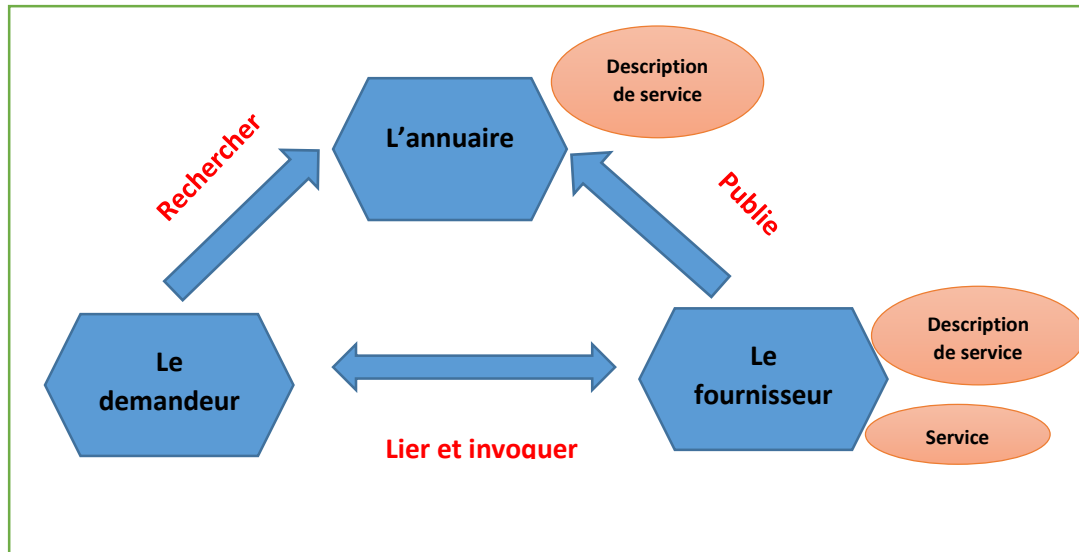 Description
de service
L’annuaire
Rechercher
Publie
Description
de service
Le
demandeur
Le
fournisseur
Lier et invoquer
Service